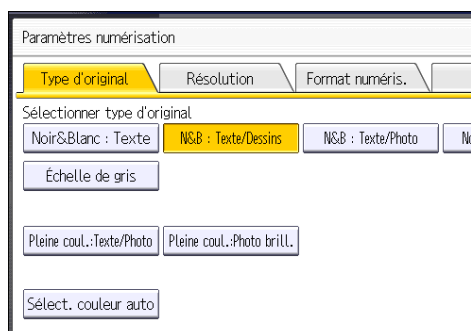 Paramètres numérisation
Type d'original Résolution Format numéris.
Sélectionner type d'original
Noir&Blanc : Texte N&B : Texte/Dessins N&B : Texte/Photo
Échelle de gris
Pleine coul.:Texte/Photo Pleine coul.:Photo brill.
Sélect. couleur auto